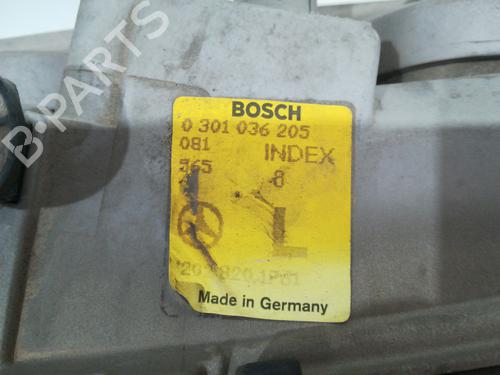 B-PARTS
BOSCH
0 301 036 205
081 INDEX
8
L
Made in Germany